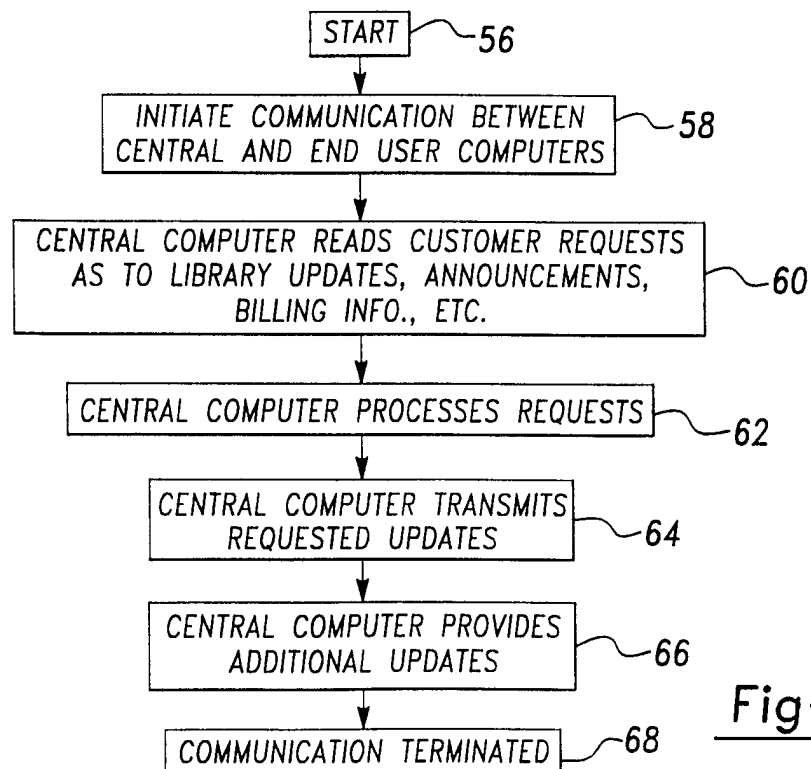 START
56
INITIATE COMMUNICATION BETWEEN
CENTRAL AND END USER COMPUTERS
58
CENTRAL COMPUTER READS CUSTOMER REQUESTS
AS TO LIBRARY UPDATES, ANNOUNCEMENTS,
BILLING INFO., ETC.
60
CENTRAL COMPUTER PROCESSES REQUESTS
62
CENTRAL COMPUTER TRANSMITS
REQUESTED UPDATES
64
CENTRAL COMPUTER PROVIDES
ADDITIONAL UPDATES
66
Fig-
COMMUNICATION TERMINATED
68